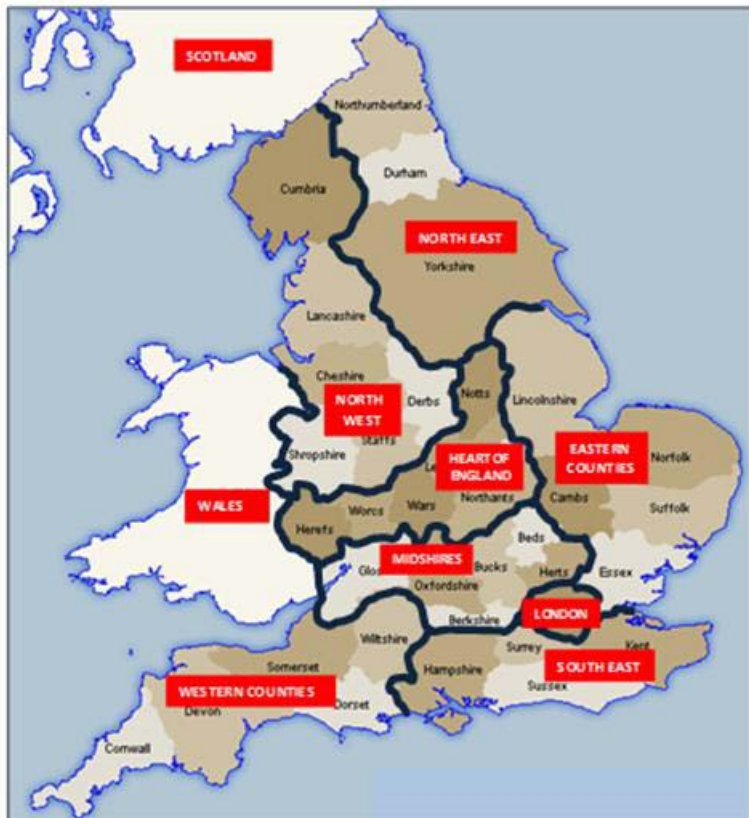 SCOTLAND
Northumberland
Durham
Cumbria
NORTH EAST
Yorkshire
Lancashire
Cheshire
Derbs
Notts
Lincolnshire
NORTH
WEST
Staffs
Shropshire
HEART OF
ENGLAND
Le
EASTERN
COUNTIES
Norfolk
WALES
Herefs
Worcs
Wars
Northants
Cambs
Suffolk
Beds
MIDSHIRES
Glos
Bucks
Oxfordshire
Herts
Essex
Berkshire
LONDON
Wiltshire
Somerset
Hampshire
Surrey
Kent
SOUTH EAST
Sussex
WESTERN COUNTIES
Devon
Dorset
Cornwall